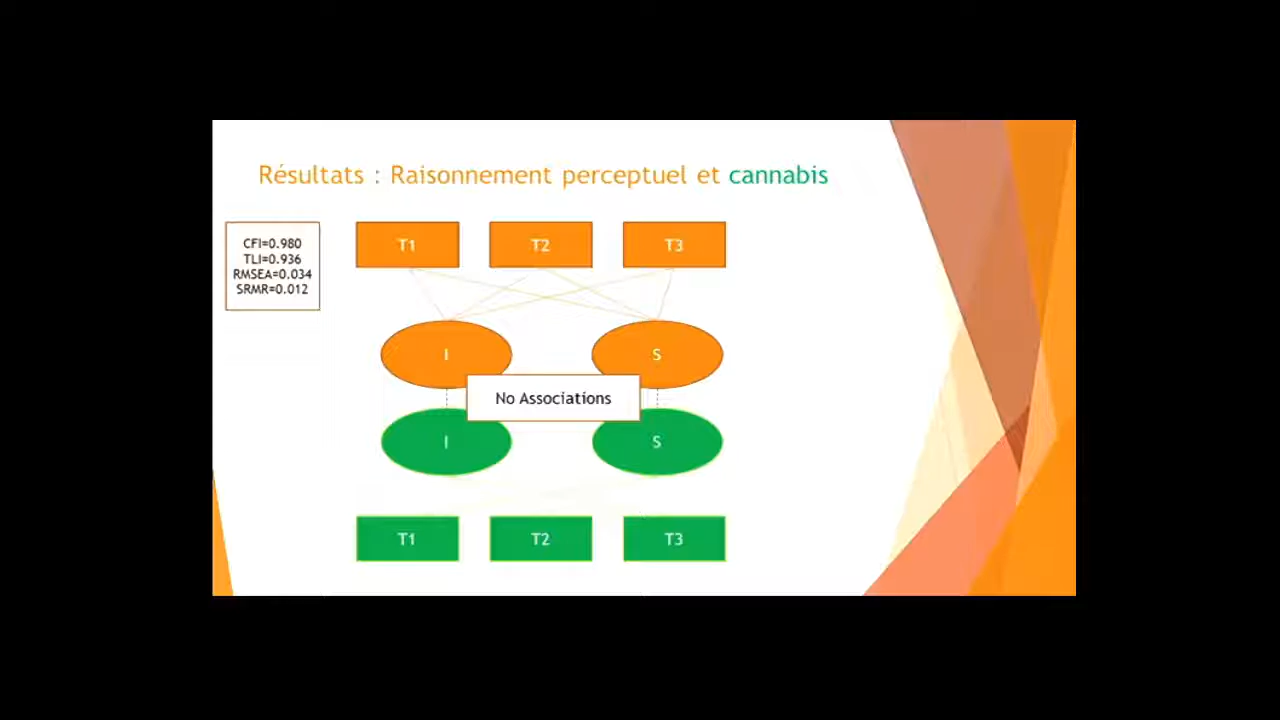 Résultats : Raisonnement perceptuel et cannabis
CFI=0.980
TLI=0.936
RMSEA=0.034
SRMR=0.012
T1 T2 T3
I S
No Associations
I S
T1 T2 T3